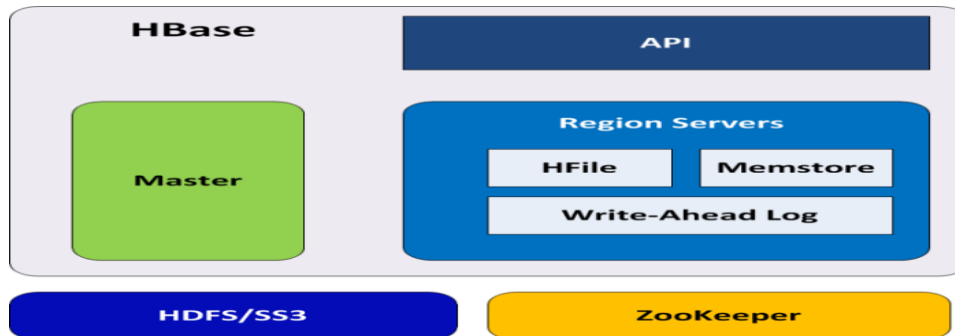 HBase
API
Master
Region Servers
HFile
Memstore
Write-Ahead Log
HDFS/SS3
ZooKeeper